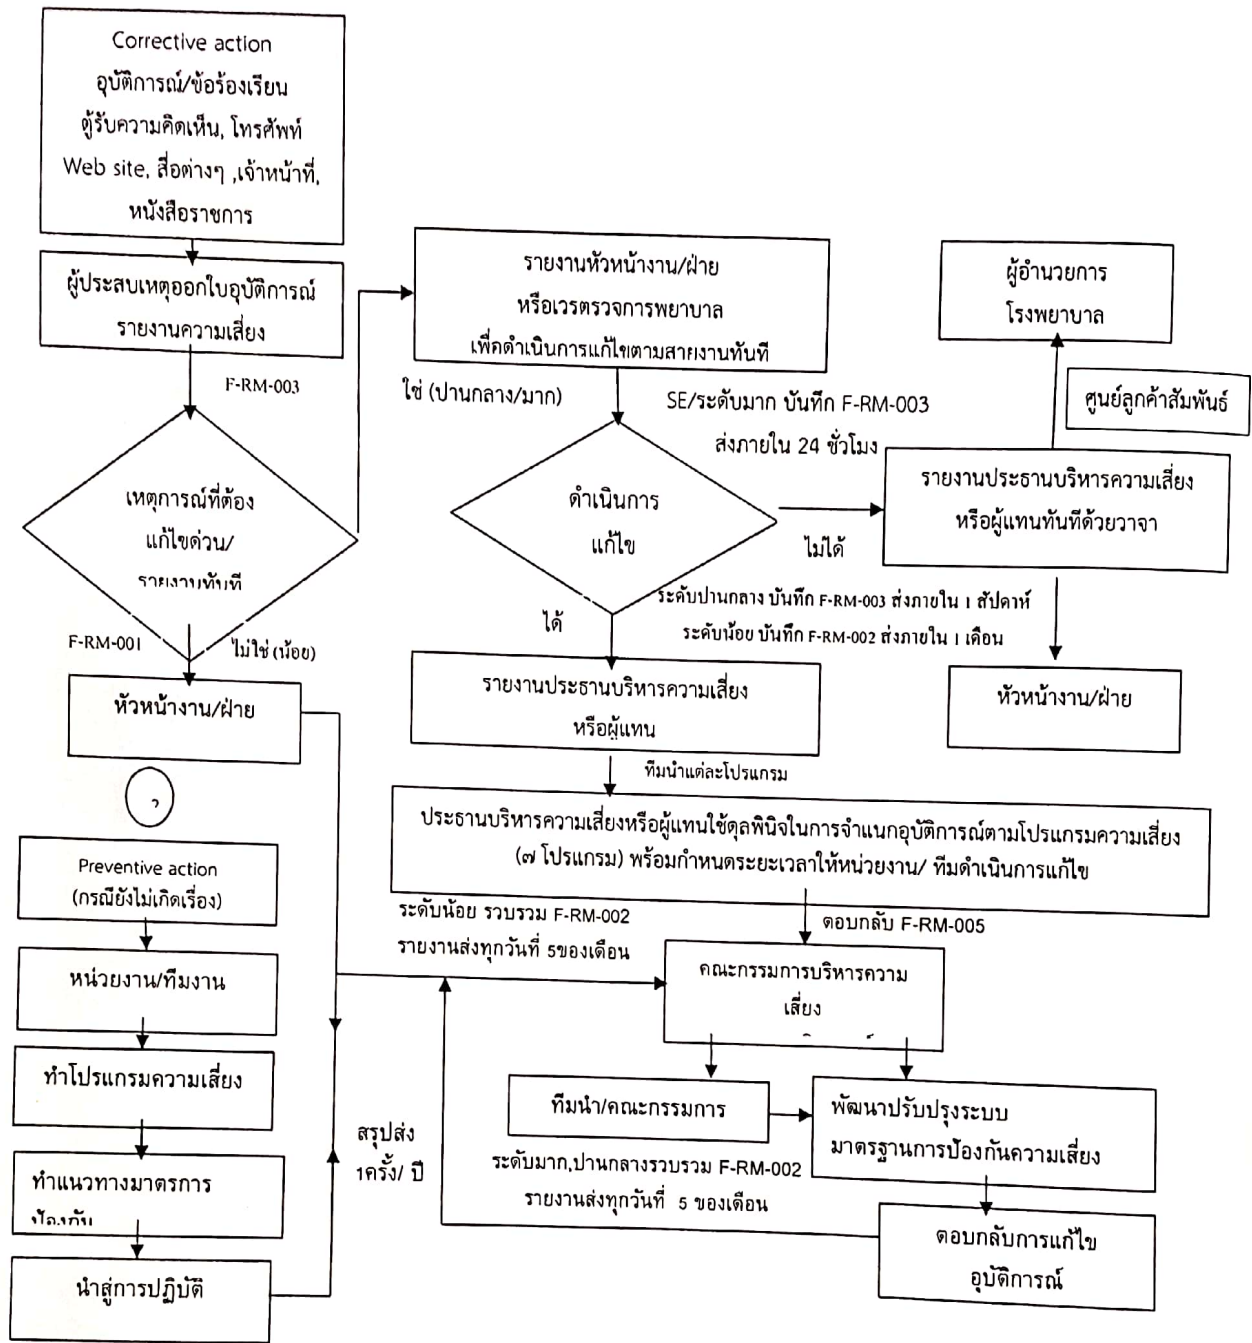 Corrective action
อุบัติการณ์/ข้อร้องเรียน
ตู้รับความคิดเห็น, โทรศัพท์
Web site, สื่อต่างๆ ,เจ้าหน้าที่,
หนังสือราชการ
ผู้ประสบเหตุออกใบอุบัติการณ์
รายงานความเสี่ยง
F-RM-003
เหตุการณ์ที่ต้อง
แก้ไขด่วน/
รายงานทันที
F-RM-001
ไม่ใช่ (น้อย)
หัวหน้างาน/ฝ่าย
รายงานหัวหน้างาน/ฝ่าย
หรือเวรตรวจการพยาบาล
เพื่อดำเนินการแก้ไขตามสายงานทันที
ใช่ (ปานกลาง/มาก)
SE/ระดับมาก บันทึก F-RM-003
ส่งภายใน 24 ชั่วโมง
ผู้อำนวยการ
โรงพยาบาล
ศูนย์ลูกค้าสัมพันธ์
ดำเนินการ
แก้ไข
ไม่ได้
รายงานประธานบริหารความเสี่ยง
หรือผู้แทนทันทีด้วยวาจา
ระดับปานกลาง บันทึก F-RM-003 ส่งภายใน 1 สัปดาห์
ระดับน้อย บันทึก F-RM-002 ส่งภายใน 1 เดือน
ได้
หัวหน้างาน/ฝ่าย
รายงานประธานบริหารความเสี่ยง
หรือผู้แทน
ทีมนำแต่ละโปรแกรม
ประธานบริหารความเสี่ยงหรือผู้แทนใช้ดุลพินิจในการจำแนกอุบัติการณ์ตามโปรแกรมความเสี่ยง
(๗ โปรแกรม) พร้อมกำหนดระยะเวลาให้หน่วยงาน/ ทีมดำเนินการแก้ไข
ระดับน้อย รวบรวม F-RM-002
รายงานส่งทุกวันที่ 5ของเดือน
ตอบกลับ F-RM-005
คณะกรรมการบริหารความ
เสี่ยง
ทีมนำ/คณะกรรมการ
พัฒนาปรับปรุงระบบ
มาตรฐานการป้องกันความเสี่ยง
ระดับมาก,ปานกลางรวบรวม F-RM-002
รายงานส่งทุกวันที่ 5 ของเดือน
ตอบกลับการแก้ไข
อุบัติการณ์
Preventive action
(กรณียังไม่เกิดเรื่อง)
หน่วยงาน/ทีมงาน
ทำโปรแกรมความเสี่ยง
ทำแนวทางมาตรการ
ป้องกัน
นำสู่การปฏิบัติ
สรุปส่ง
1ครั้ง/ ปี